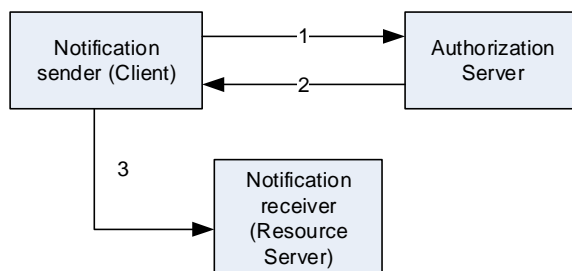 Notification
sender (Client)
1
Authorization
Server
2
3
Notification
receiver
(Resource
Server)